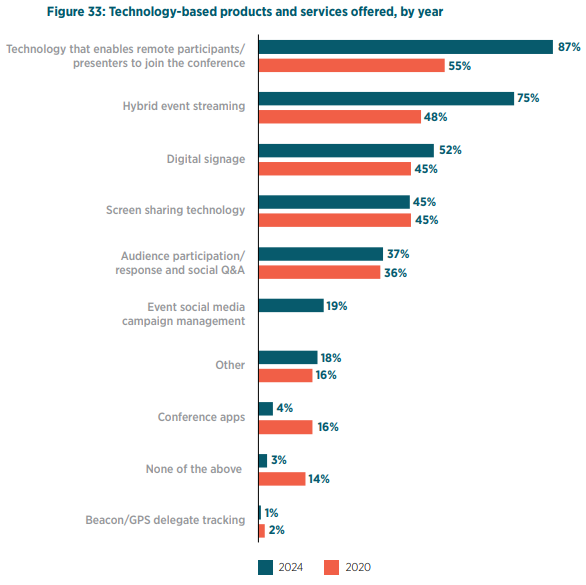 Figure 33: Technology-based products and services offered, by year
Technology that enables remote participants/
presenters to join the conference
87%
55%
Hybrid event streaming
75%
48%
Digital signage
52%
45%
Screen sharing technology
45%
45%
Audience participation/
response and social Q&A
37%
36%
Event social media
campaign management
19%
Other
18%
16%
Conference apps
4%
16%
None of the above
3%
14%
Beacon/GPS delegate tracking
1%
2%
2024
2020